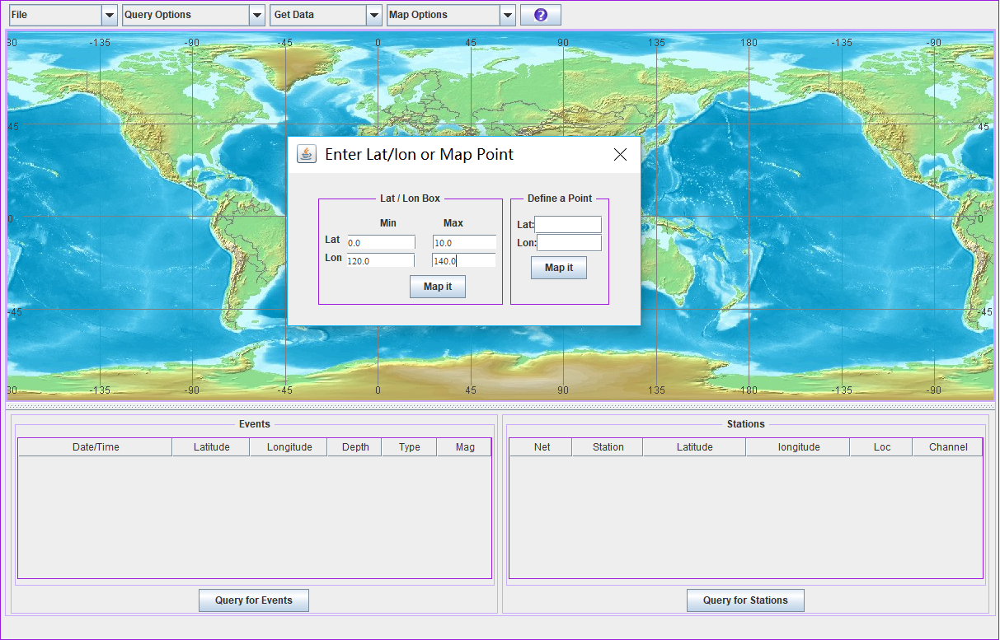 File Query Options Get Data Map Options ?
30 -135 -90 -45 0 45 90 135 180 -135 -90
45 45
Enter Lat/lon or Map Point
Lat / Lon Box Define a Point
Min Max Lat:
Lat 0.0 10.0 Lon:
Lon 120.0 140.0 Map it
Map it
0 0
-45 -45
30 -135 -90 -45 0 45 90 135 180 -135 -90
Events
Date/Time Latitude Longitude Depth Type Mag
Query for Events
Stations
Net Station Latitude longitude Loc Channel
Query for Stations